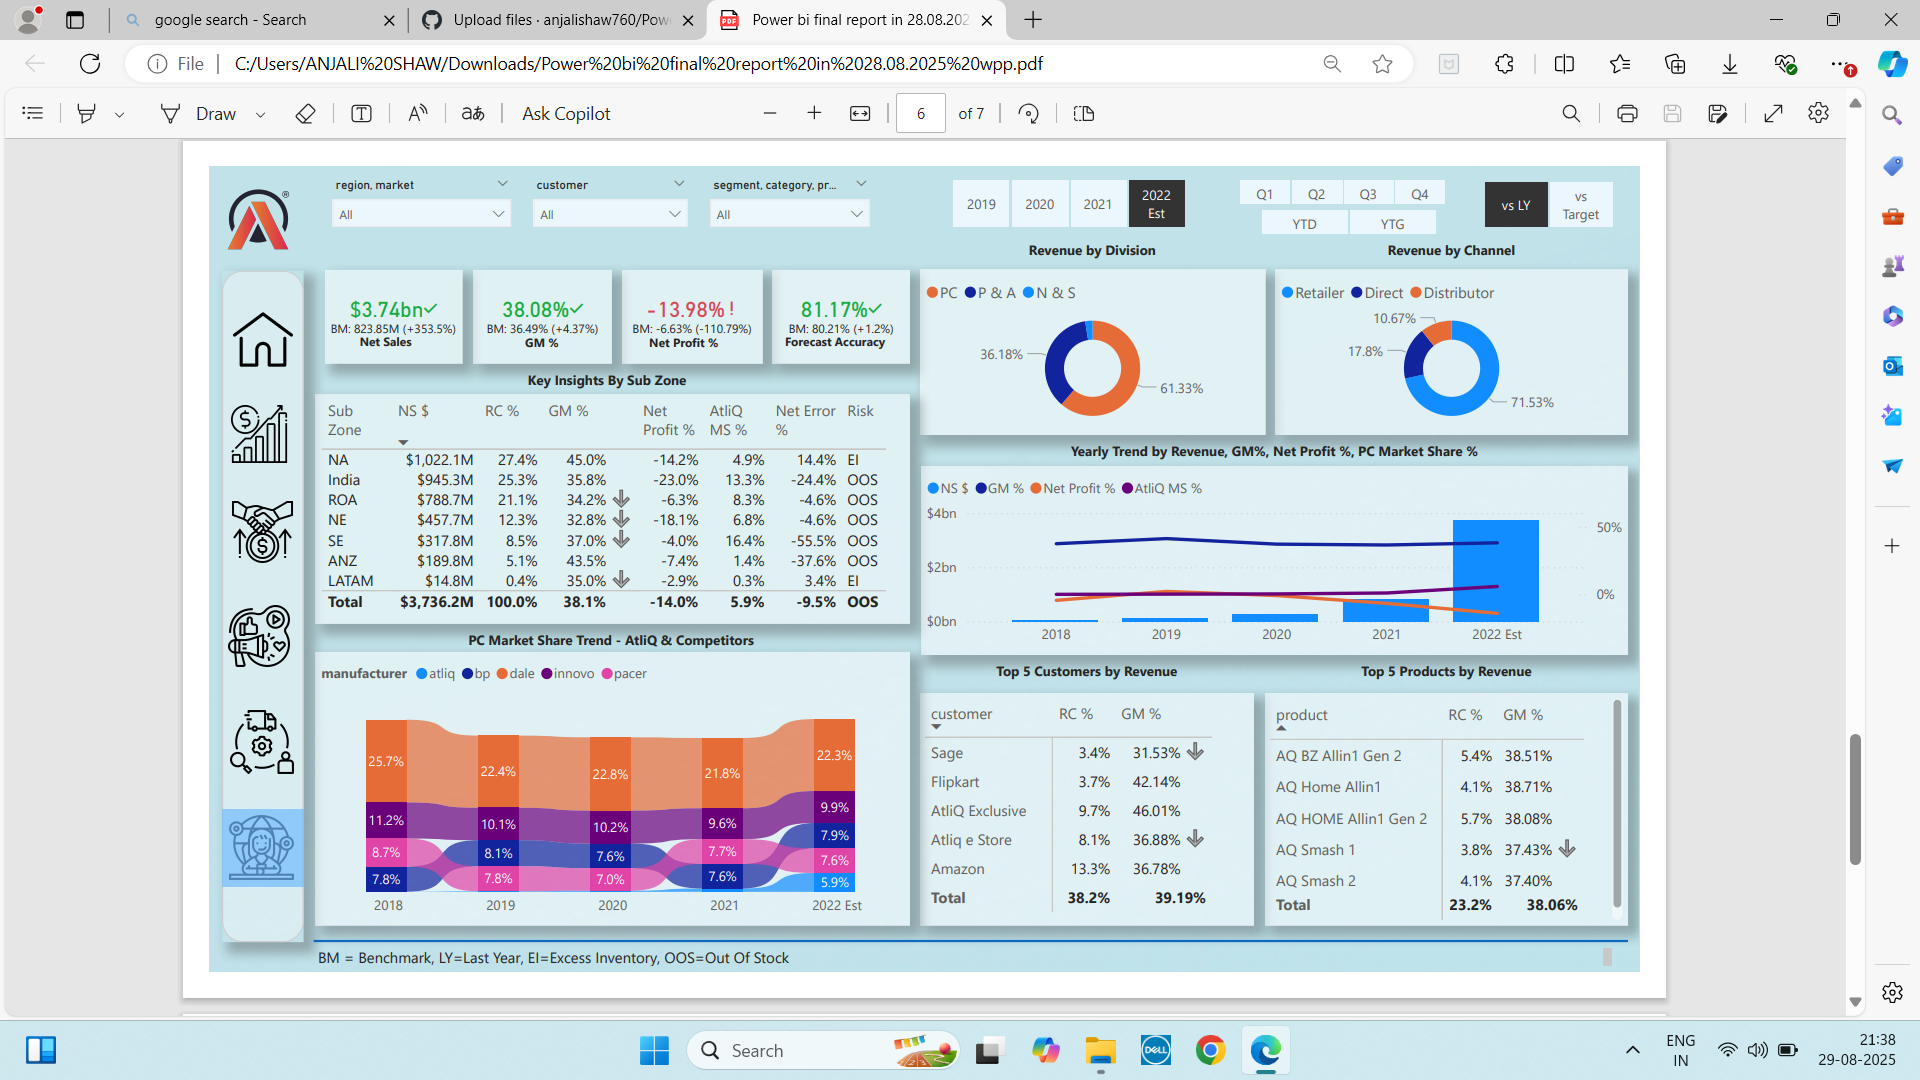 google search - Search
Upload files · anjalishaw760/Pow
Power bi final report in 28.08.202
File
C:/Users/ANJALI%20SHAW/Downloads/Power%20bi%20final%20report%20in%2028.08.2025%20wpp.pdf
Draw
aあ
Ask Copilot
6 of 7
region, market
customer
segment, category, pr...
All
All
All
2019
2020
2021
2022 Est
Q1
Q2
Q3
Q4
YTD
YTG
vs LY
vs Target
Revenue by Division
Revenue by Channel
$3.74bn
BM: 823.85M (+353.5%)
Net Sales
38.08%
BM: 36.49% (+4.37%)
GM %
-13.98% !
BM: -6.63% (-110.79%)
Net Profit %
81.17%
BM: 80.21% (+1.2%)
Forecast Accuracy
PC P & A N & S
36.18%
61.33%
Retailer Direct Distributor
10.67%
17.8%
71.53%
Key Insights By Sub Zone
Sub Zone NS $ RC % GM % Net Profit % AtliQ MS % Net Error % Risk
NA $1,022.1M 27.4% 45.0% -14.2% 4.9% 14.4% EI
India $945.3M 25.3% 35.8% -23.0% 13.3% -24.4% OOS
ROA $788.7M 21.1% 34.2% -6.3% 8.3% -4.6% OOS
NE $457.7M 12.3% 32.8% -18.1% 6.8% -4.6% OOS
SE $317.8M 8.5% 37.0% -4.0% 16.4% -55.5% OOS
ANZ $189.8M 5.1% 43.5% -7.4% 1.4% -37.6% OOS
LATAM $14.8M 0.4% 35.0% -2.9% 0.3% 3.4% EI
Total $3,736.2M 100.0% 38.1% -14.0% 5.9% -9.5% OOS
Yearly Trend by Revenue, GM%, Net Profit %, PC Market Share %
NS $ GM % Net Profit % AtliQ MS %
$4bn
$2bn
$0bn
50%
0%
2018 2019 2020 2021 2022 Est
PC Market Share Trend - AtliQ & Competitors
manufacturer atliq bp dale innovo pacer
25.7%
11.2%
8.7%
7.8%
22.4%
10.1%
8.1%
7.8%
22.8%
10.2%
7.6%
7.0%
21.8%
9.6%
7.7%
7.6%
22.3%
9.9%
7.9%
7.6%
5.9%
2018 2019 2020 2021 2022 Est
Top 5 Customers by Revenue
customer RC % GM %
Sage 3.4% 31.53%
Flipkart 3.7% 42.14%
AtliQ Exclusive 9.7% 46.01%
Atliq e Store 8.1% 36.88%
Amazon 13.3% 36.78%
Total 38.2% 39.19%
Top 5 Products by Revenue
product RC % GM %
AQ BZ Allin1 Gen 2 5.4% 38.51%
AQ Home Allin1 4.1% 38.71%
AQ HOME Allin1 Gen 2 5.7% 38.08%
AQ Smash 1 3.8% 37.43%
AQ Smash 2 4.1% 37.40%
Total 23.2% 38.06%
BM = Benchmark, LY=Last Year, EI=Excess Inventory, OOS=Out Of Stock
Search
DELL
ENG
IN
21:38
29-08-2025